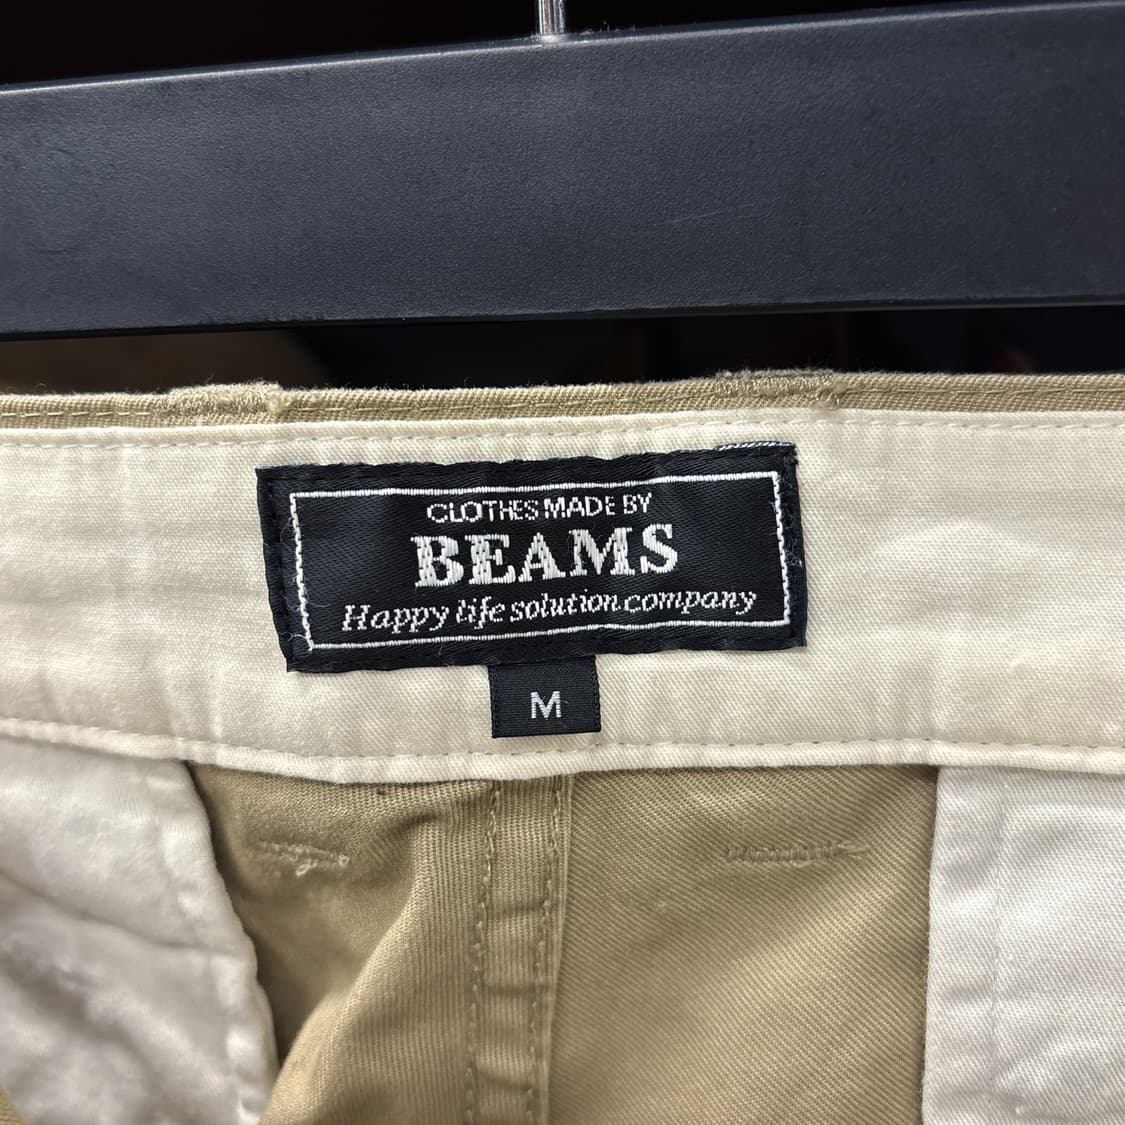 CLOTHES MADE BY
BEAMS
Happy life solution company
M